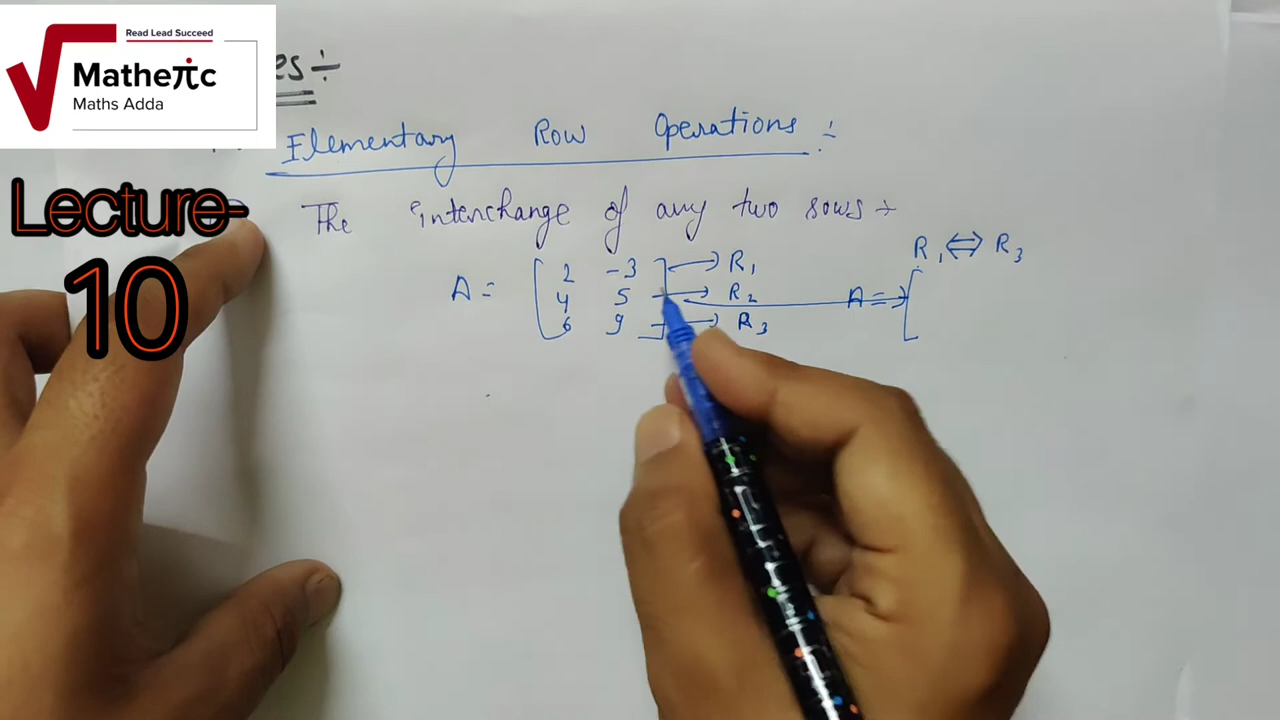 Read Lead Succeed
Matheπc
Maths Adda
es ÷
Lecture-
10
Elementary Row Operations ÷
The interchange of any two rows ÷
R₁ ⇔ R₃
A = [ 2 -3 ] → R₁
4 5 → R₂ A = [
6 9 → R₃